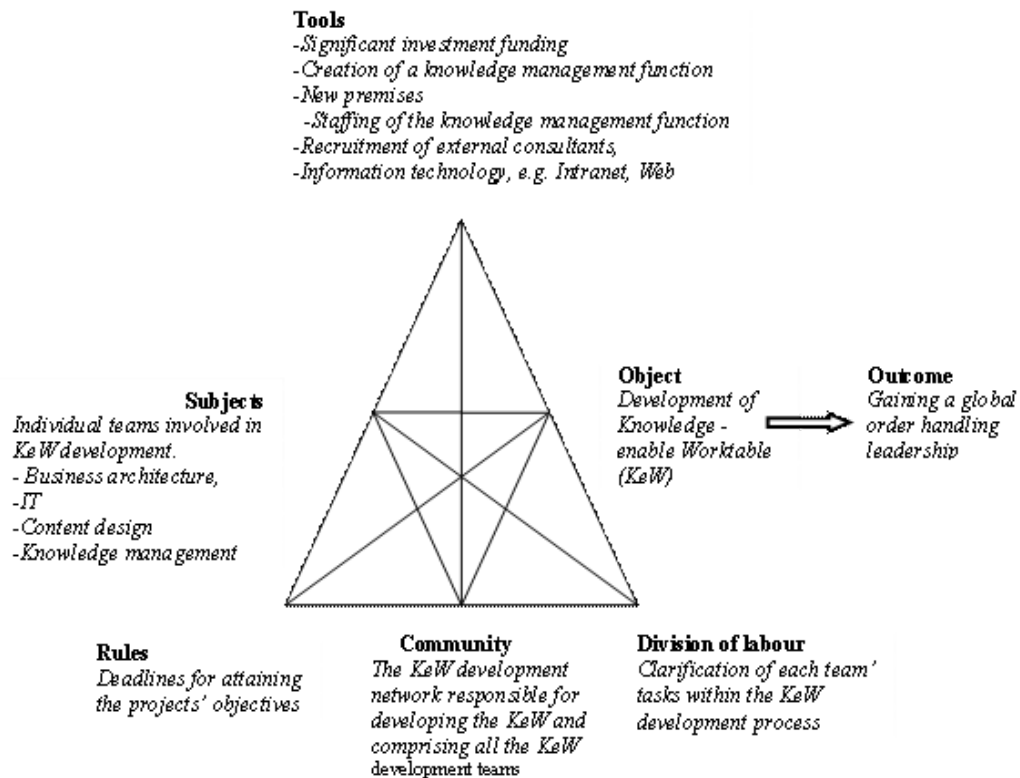 Tools
-Significant investment funding
-Creation of a knowledge management function
-New premises
-Staffing of the knowledge management function
-Recruitment of external consultants,
-Information technology, e.g. Intranet, Web
Subjects
Individual teams involved in
KeW development.
- Business architecture,
-IT
-Content design
-Knowledge management
Object
Development of
Knowledge -
enable Worktable
(KeW)
Outcome
Gaining a global
order handling
leadership
Rules
Deadlines for attaining
the projects' objectives
Community
The KeW development
network responsible for
developing the KeW and
comprising all the KeW
development teams
Division of labour
Clarification of each team'
tasks within the KeW
development process